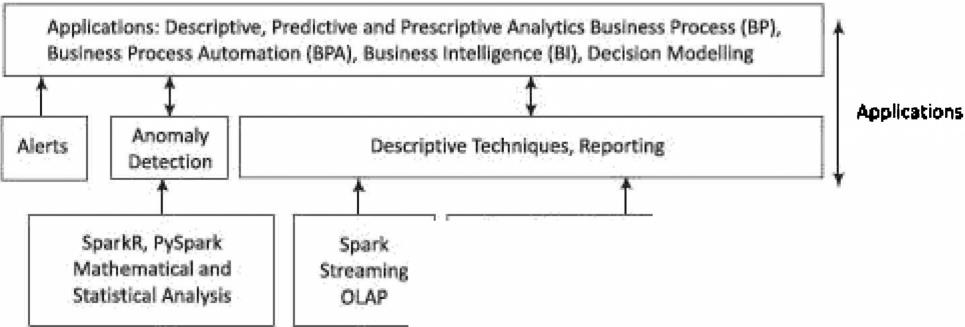 Applications: Descriptive, Predictive and Prescriptive Analytics Business Process (BP),
Business Process Automation (BPA), Business Intelligence (BI), Decision Modelling
Applications
Alerts
Anomaly
Detection
Descriptive Techniques, Reporting
SparkR, PySpark
Mathematical and
Statistical Analysis
Spark
Streaming
OLAP